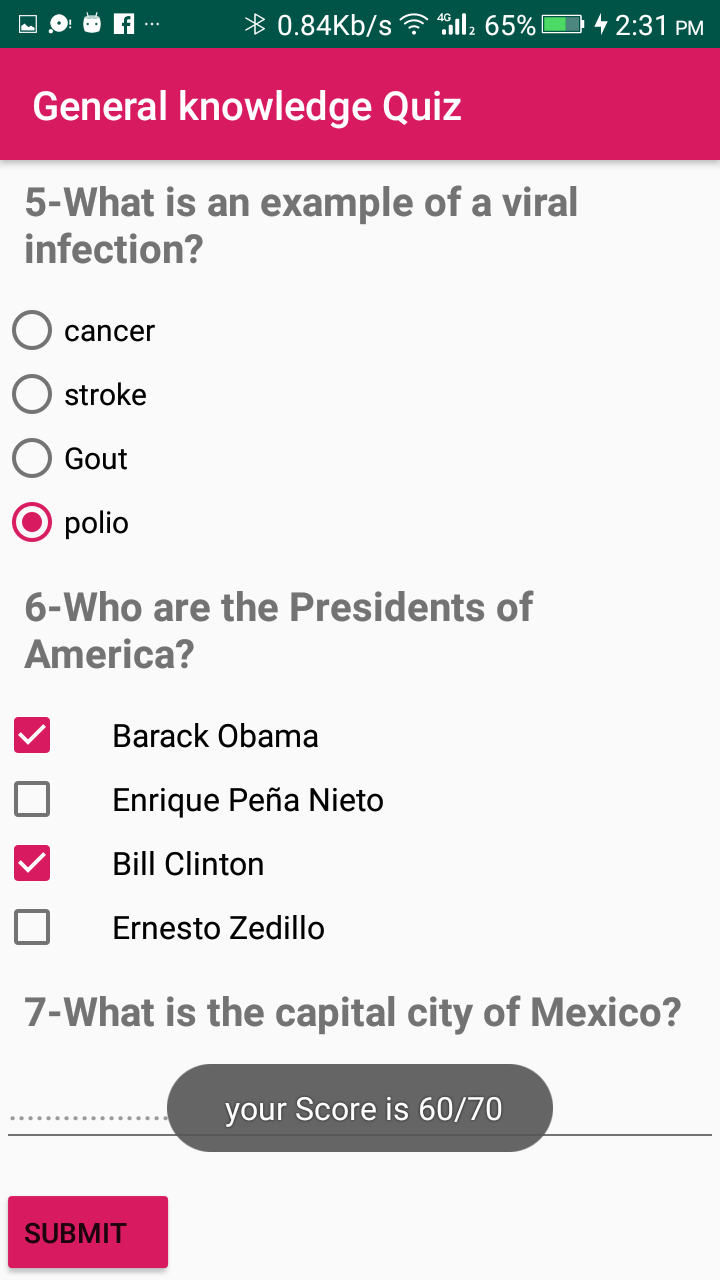 0.84Kb/s 4G 2 65% 2:31 PM
General knowledge Quiz
5-What is an example of a viral
infection?
cancer
stroke
Gout
polio
6-Who are the Presidents of
America?
Barack Obama
Enrique Peña Nieto
Bill Clinton
Ernesto Zedillo
7-What is the capital city of Mexico?
your Score is 60/70
SUBMIT